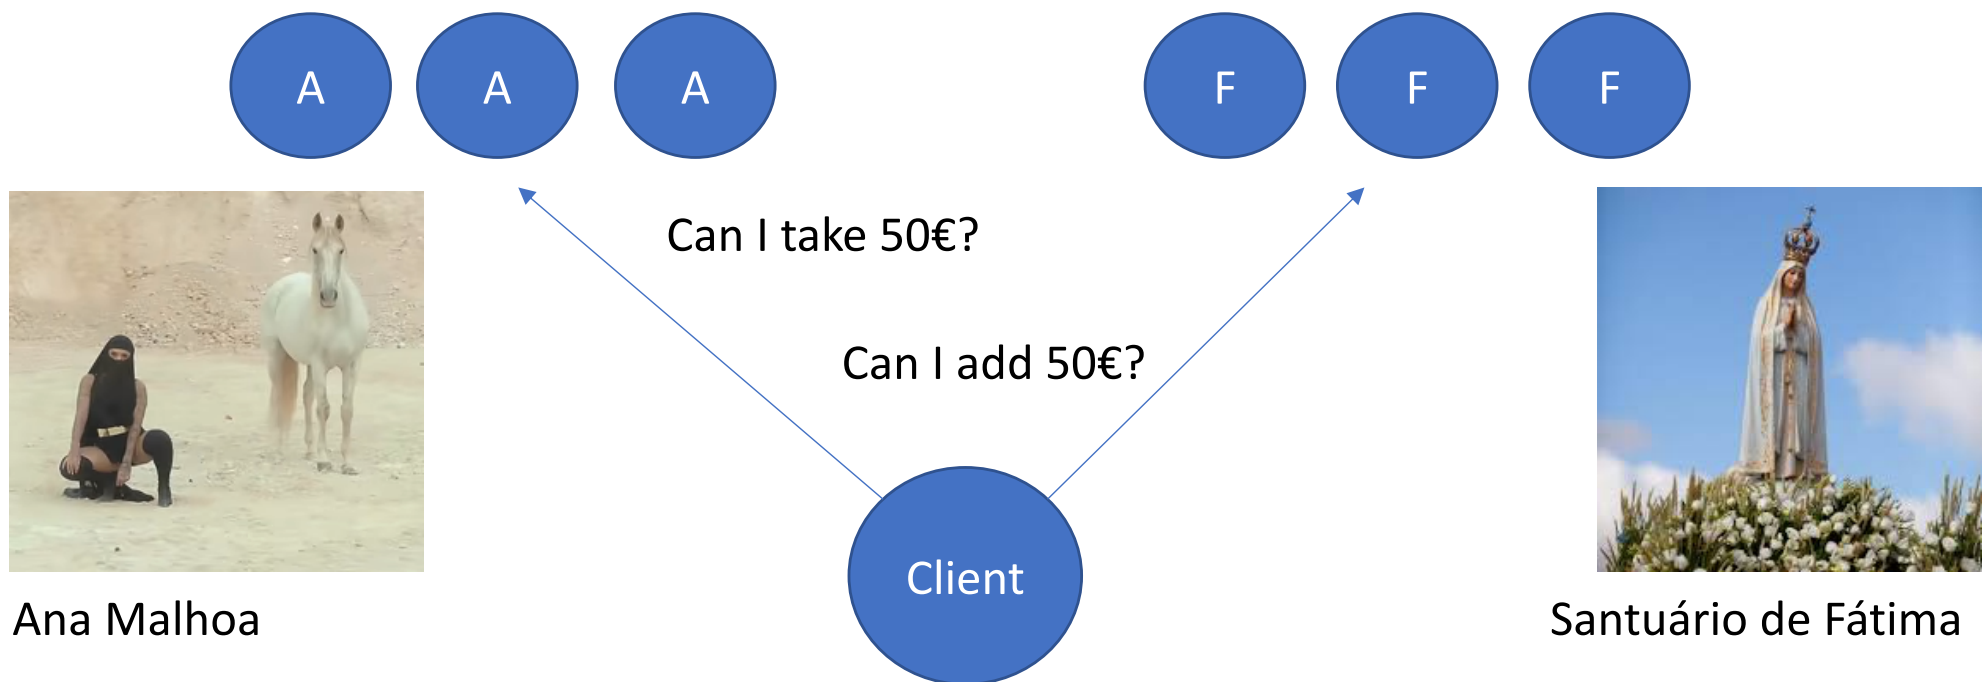 A A A F F F
Can I take 50€?
Can I add 50€?
Client
Ana Malhoa
Santuário de Fátima